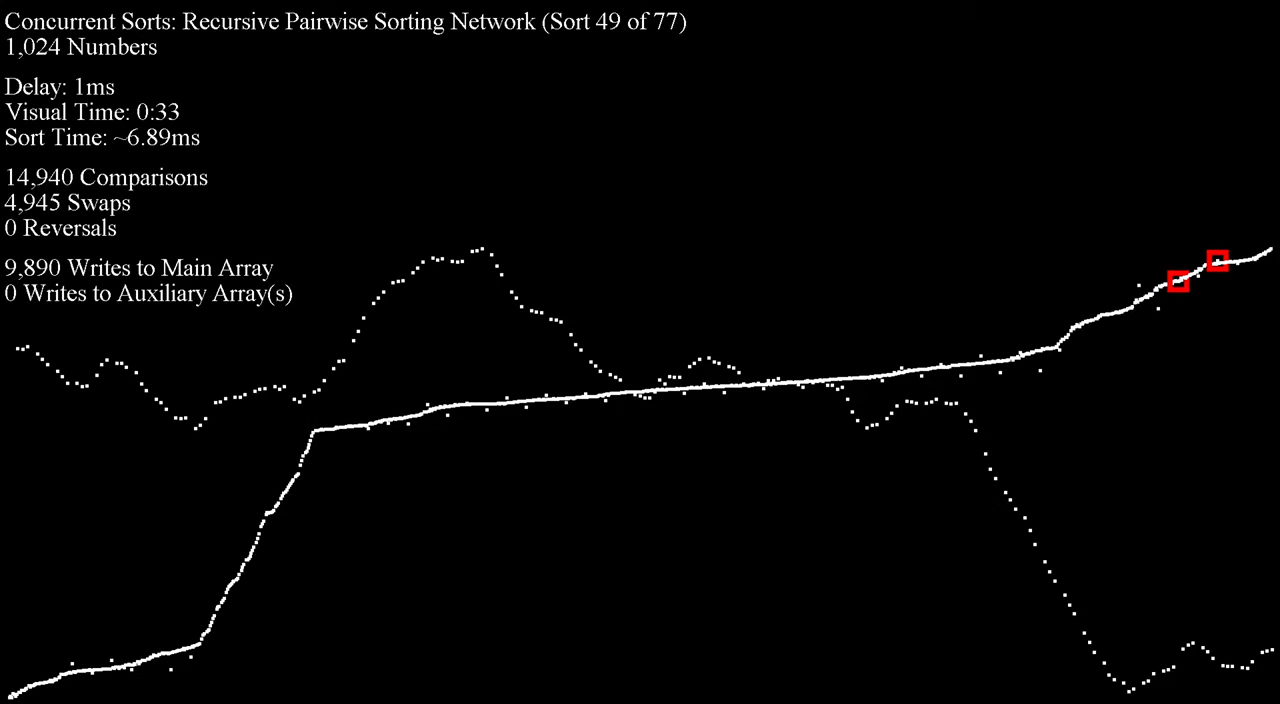 Concurrent Sorts: Recursive Pairwise Sorting Network (Sort 49 of 77)
1,024 Numbers
Delay: 1ms
Visual Time: 0:33
Sort Time: ~6.89ms
14,940 Comparisons
4,945 Swaps
0 Reversals
9,890 Writes to Main Array
0 Writes to Auxiliary Array(s)